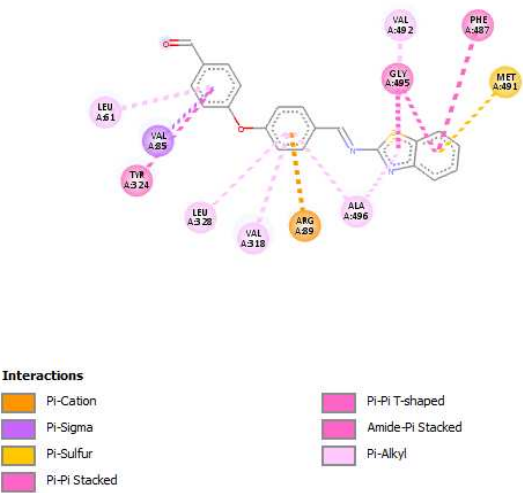 VAL
A:492
PHE
A:487
GLY
A:495
MET
A:491
LEU
A:61
VAL
A:85
TYR
A:324
LEU
A:328
VAL
A:318
ARG
A:89
ALA
A:496
O
O
N
S
N
Interactions
Pi-Cation
Pi-Sigma
Pi-Sulfur
Pi-Pi Stacked
Pi-Pi T-shaped
Amide-Pi Stacked
Pi-Alkyl